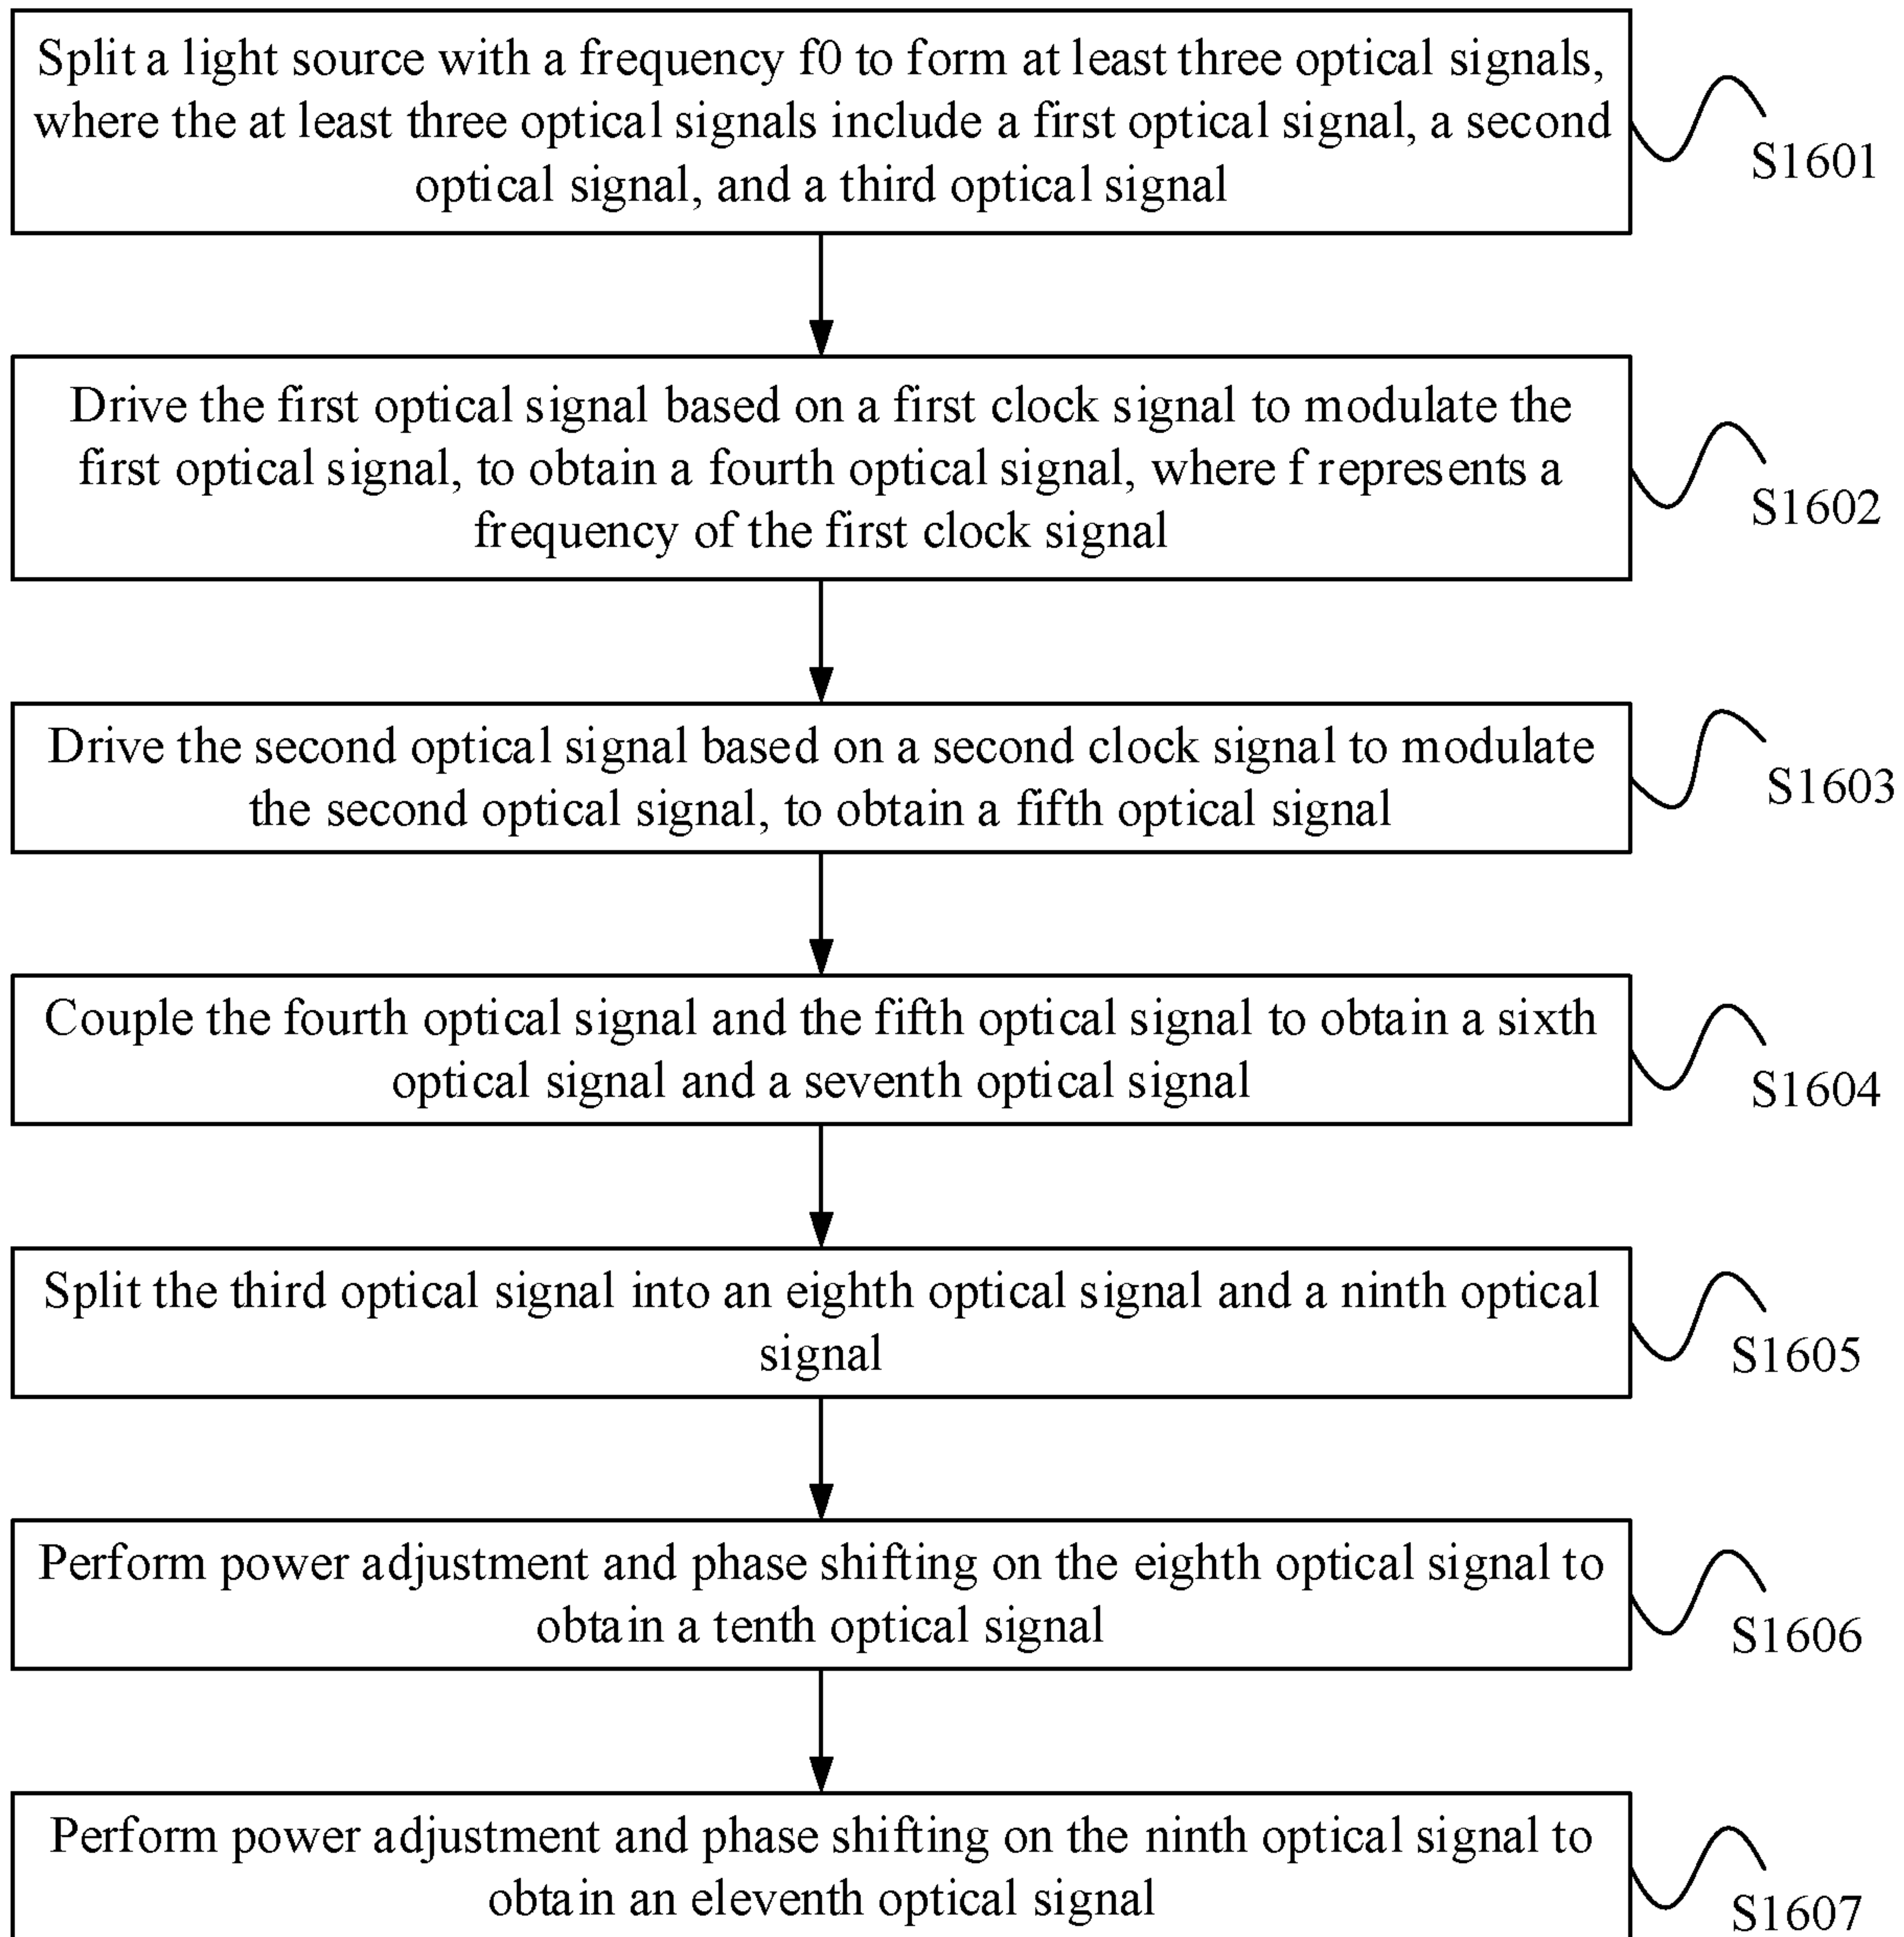 Split a light source with a frequency f0 to form at least three optical signals,
where the at least three optical signals include a first optical signal, a second
optical signal, and a third optical signal
S1601
Drive the first optical signal based on a first clock signal to modulate the
first optical signal, to obtain a fourth optical signal, where f represents a
frequency of the first clock signal
S1602
Drive the second optical signal based on a second clock signal to modulate
the second optical signal, to obtain a fifth optical signal
S1603
Couple the fourth optical signal and the fifth optical signal to obtain a sixth
optical signal and a seventh optical signal
S1604
Split the third optical signal into an eighth optical signal and a ninth optical
signal
S1605
Perform power adjustment and phase shifting on the eighth optical signal to
obtain a tenth optical signal
S1606
Perform power adjustment and phase shifting on the ninth optical signal to
obtain an eleventh optical signal
S1607